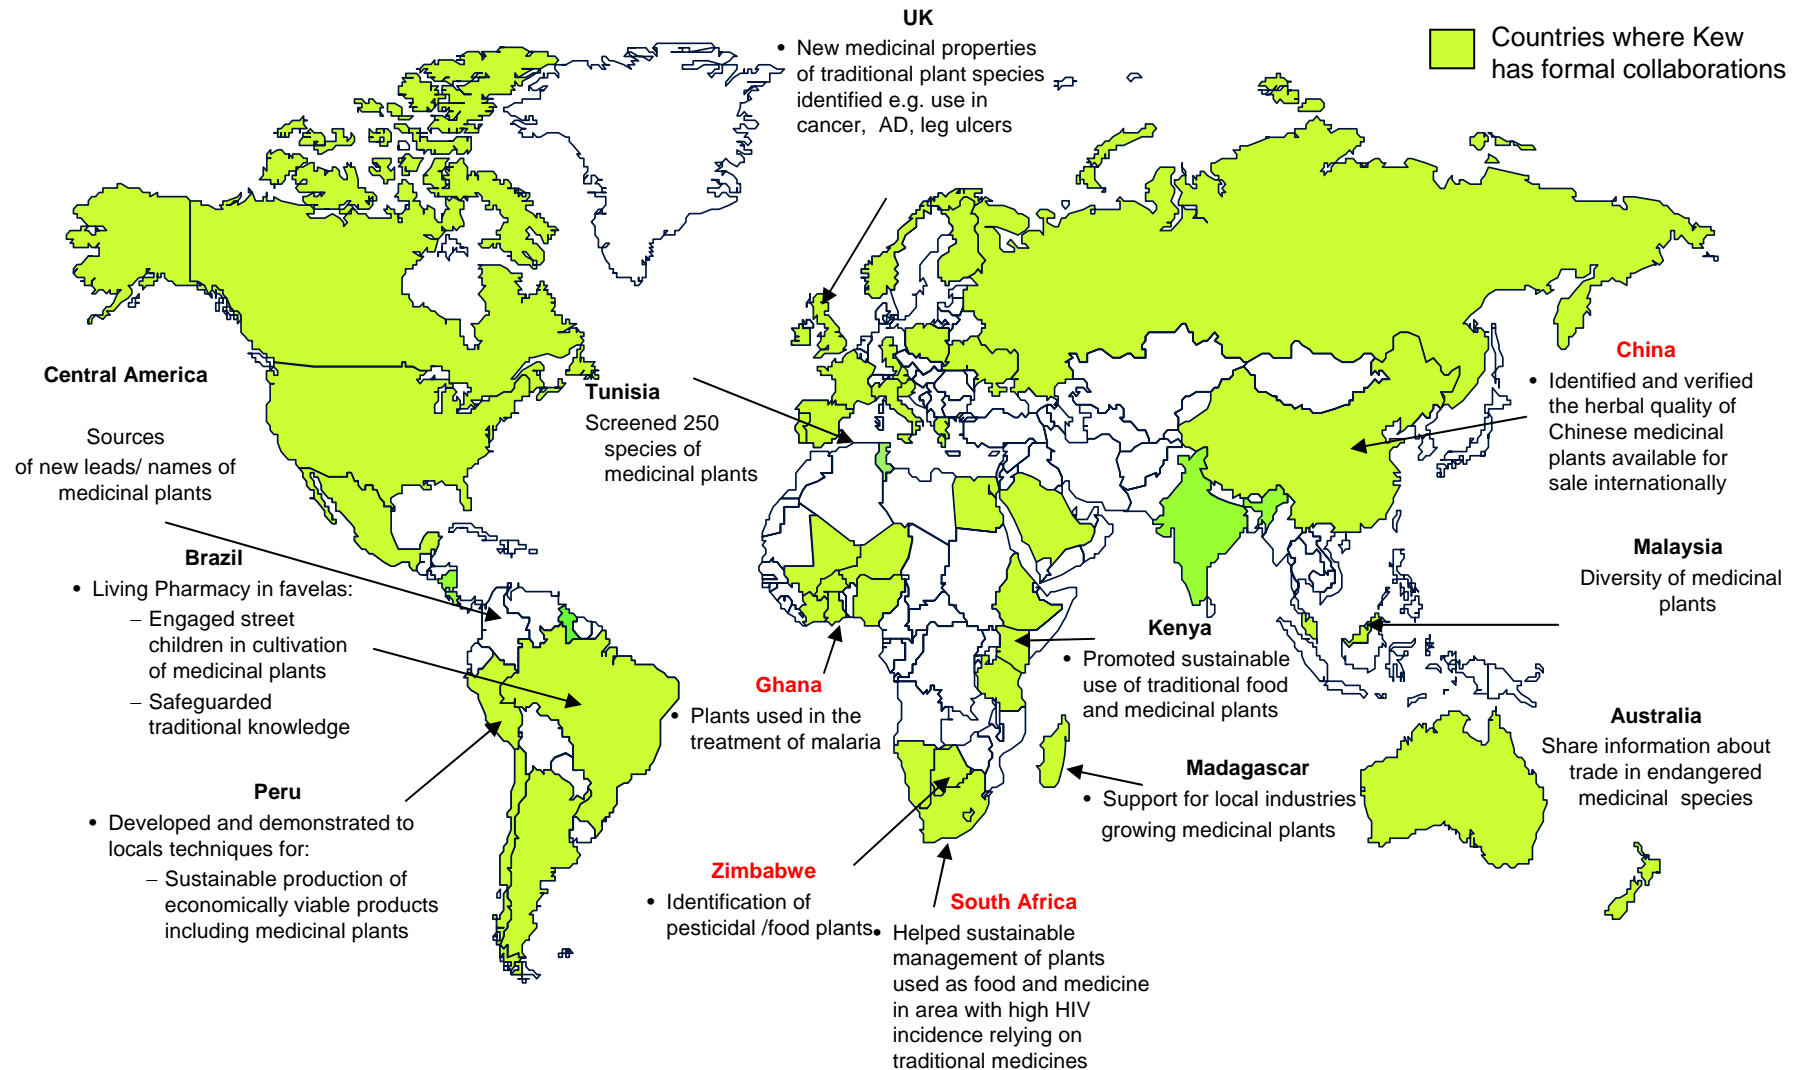 UK
• New medicinal properties
of traditional plant species
identified e.g. use in
cancer, AD, leg ulcers
Countries where Kew
has formal collaborations
Central America
Sources
of new leads/ names of
medicinal plants
Tunisia
Screened 250
species of
medicinal plants
China
• Identified and verified
the herbal quality of
Chinese medicinal
plants available for
sale internationally
Brazil
• Living Pharmacy in favelas:
– Engaged street
children in cultivation
of medicinal plants
– Safeguarded
traditional knowledge
Malaysia
Diversity of medicinal
plants
Kenya
• Promoted sustainable
use of traditional food
and medicinal plants
Ghana
• Plants used in the
treatment of malaria
Australia
Share information about
trade in endangered
medicinal species
Madagascar
• Support for local industries
growing medicinal plants
Peru
• Developed and demonstrated to
locals techniques for:
– Sustainable production of
economically viable products
including medicinal plants
Zimbabwe
• Identification of
pesticidal /food plants
South Africa
• Helped sustainable
management of plants
used as food and medicine
in area with high HIV
incidence relying on
traditional medicines